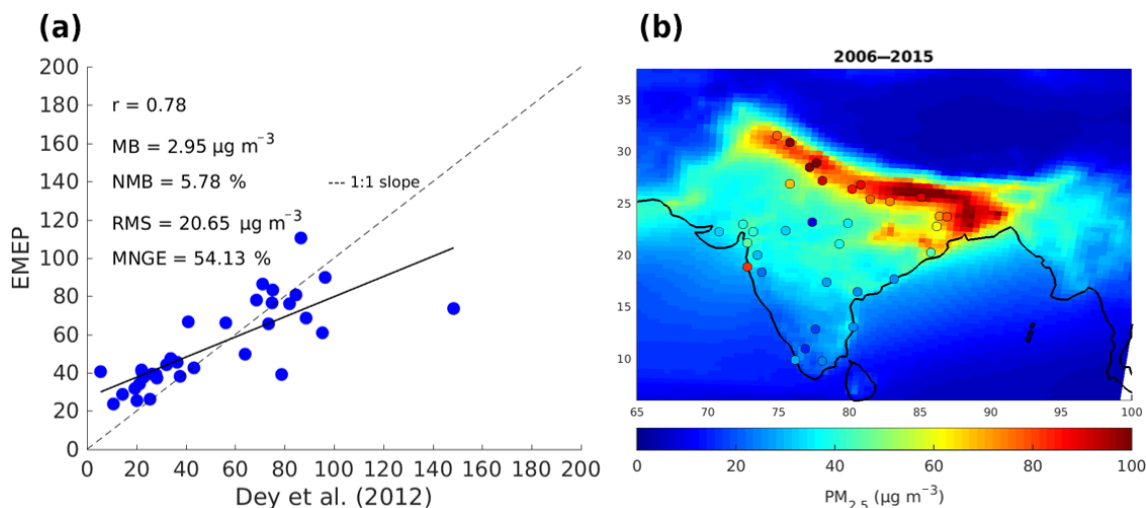 (a)
EMEP
200
180
160
140
120
100
80
60
40
20
0
r = 0.78
MB = 2.95 µg m⁻³
NMB = 5.78 %
RMS = 20.65 µg m⁻³
MNGE = 54.13 %
--- 1:1 slope
0 20 40 60 80 100 120 140 160 180 200
Dey et al. (2012)
(b)
2006—2015
35
30
25
20
15
10
65 70 75 80 85 90 95 100
0 20 40 60 80 100
PM₂.₅ (µg m⁻³)